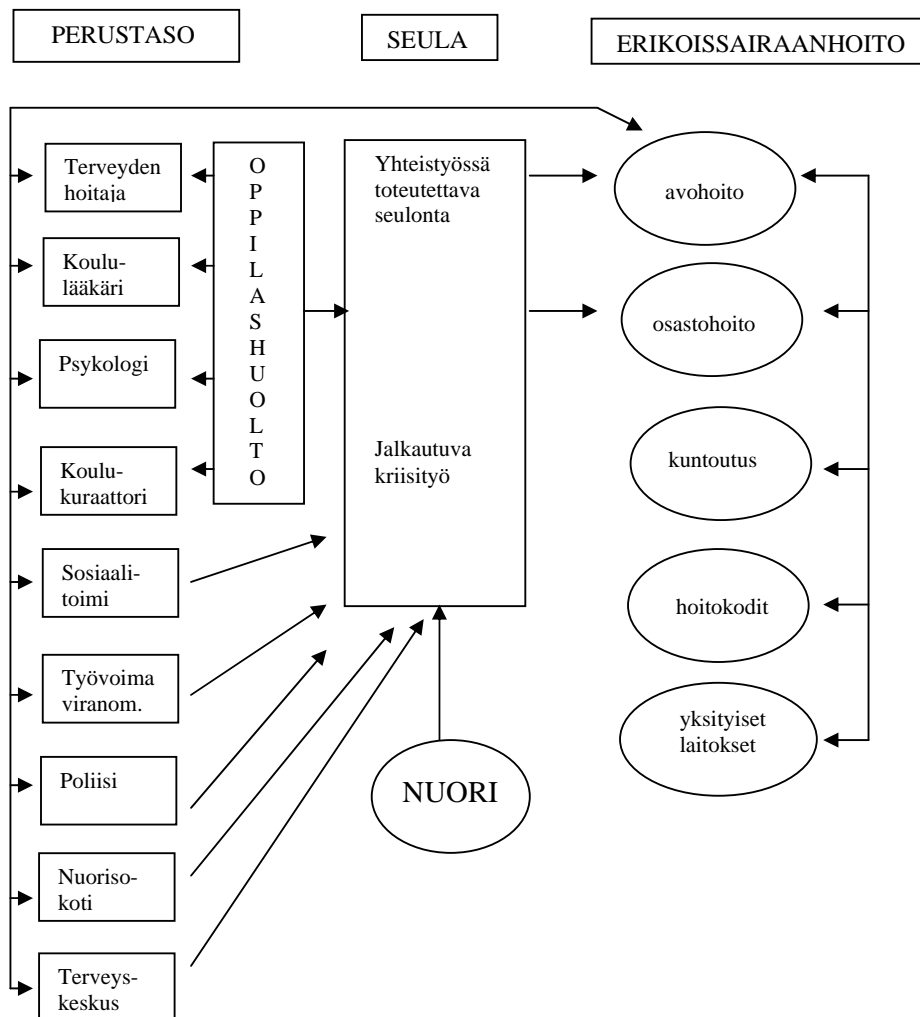 PERUSTASO
SEULA
ERIKOISSAIRAANHOITO
Terveyden
hoitaja
Koulu-
lääkäri
Psykologi
Koulu-
kuraattori
Sosiaali-
toimi
Työvoima
viranom.
Poliisi
Nuoriso-
koti
Terveys-
keskus
O
P
P
I
L
A
S
H
U
O
L
T
O
Yhteistyössä
toteutettava
seulonta
Jalkautuva
kriisityö
NUORI
avohoito
osastohoito
kuntoutus
hoitokodit
yksityiset
laitokset